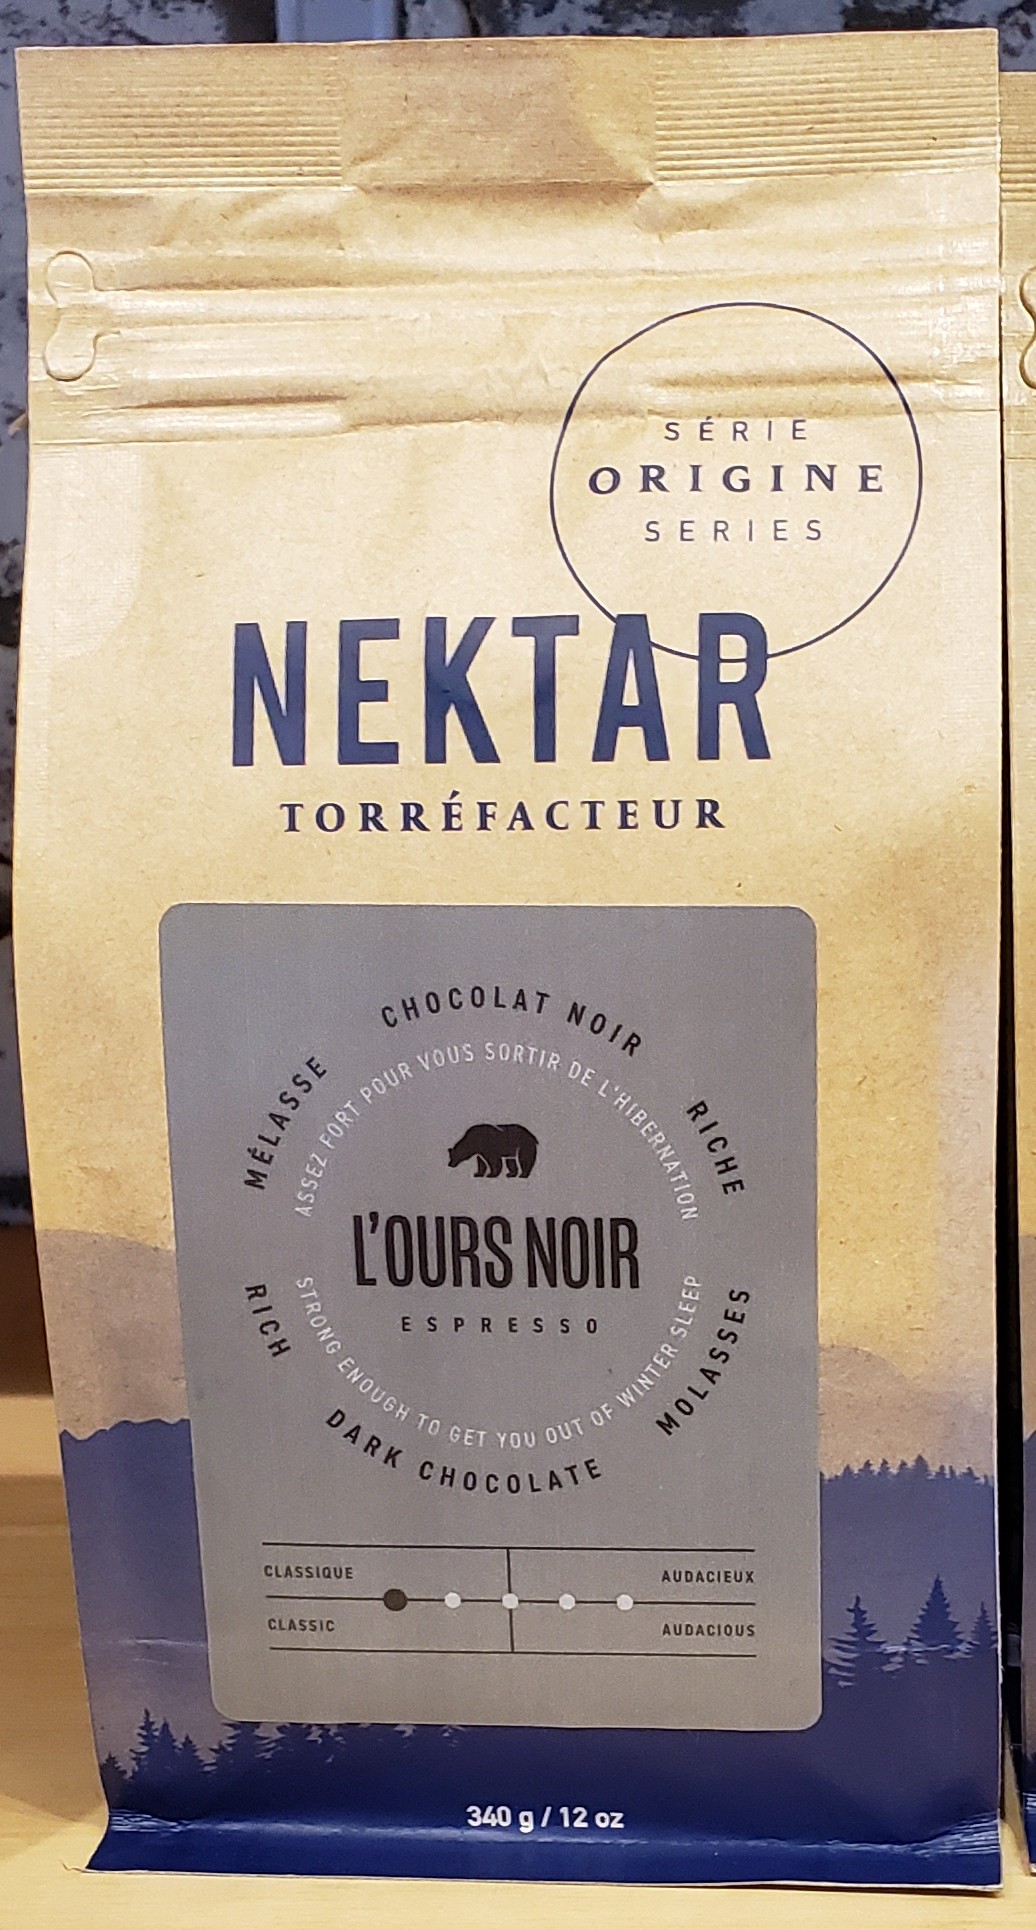 SÉRIE
ORIGINE
SERIES
NEKTAR
TORRÉFACTEUR
MÉLASSE
CHOCOLAT NOIR
RICHE
ASSEZ FORT POUR VOUS SORTIR DE L'HIBERNATION
L'OURS NOIR
ESPRESSO
STRONG ENOUGH TO GET YOU OUT OF WINTER SLEEP
RICH
DARK CHOCOLATE
MOLASSES
CLASSIQUE
AUDACIEUX
CLASSIC
AUDACIOUS
340 g / 12 oz